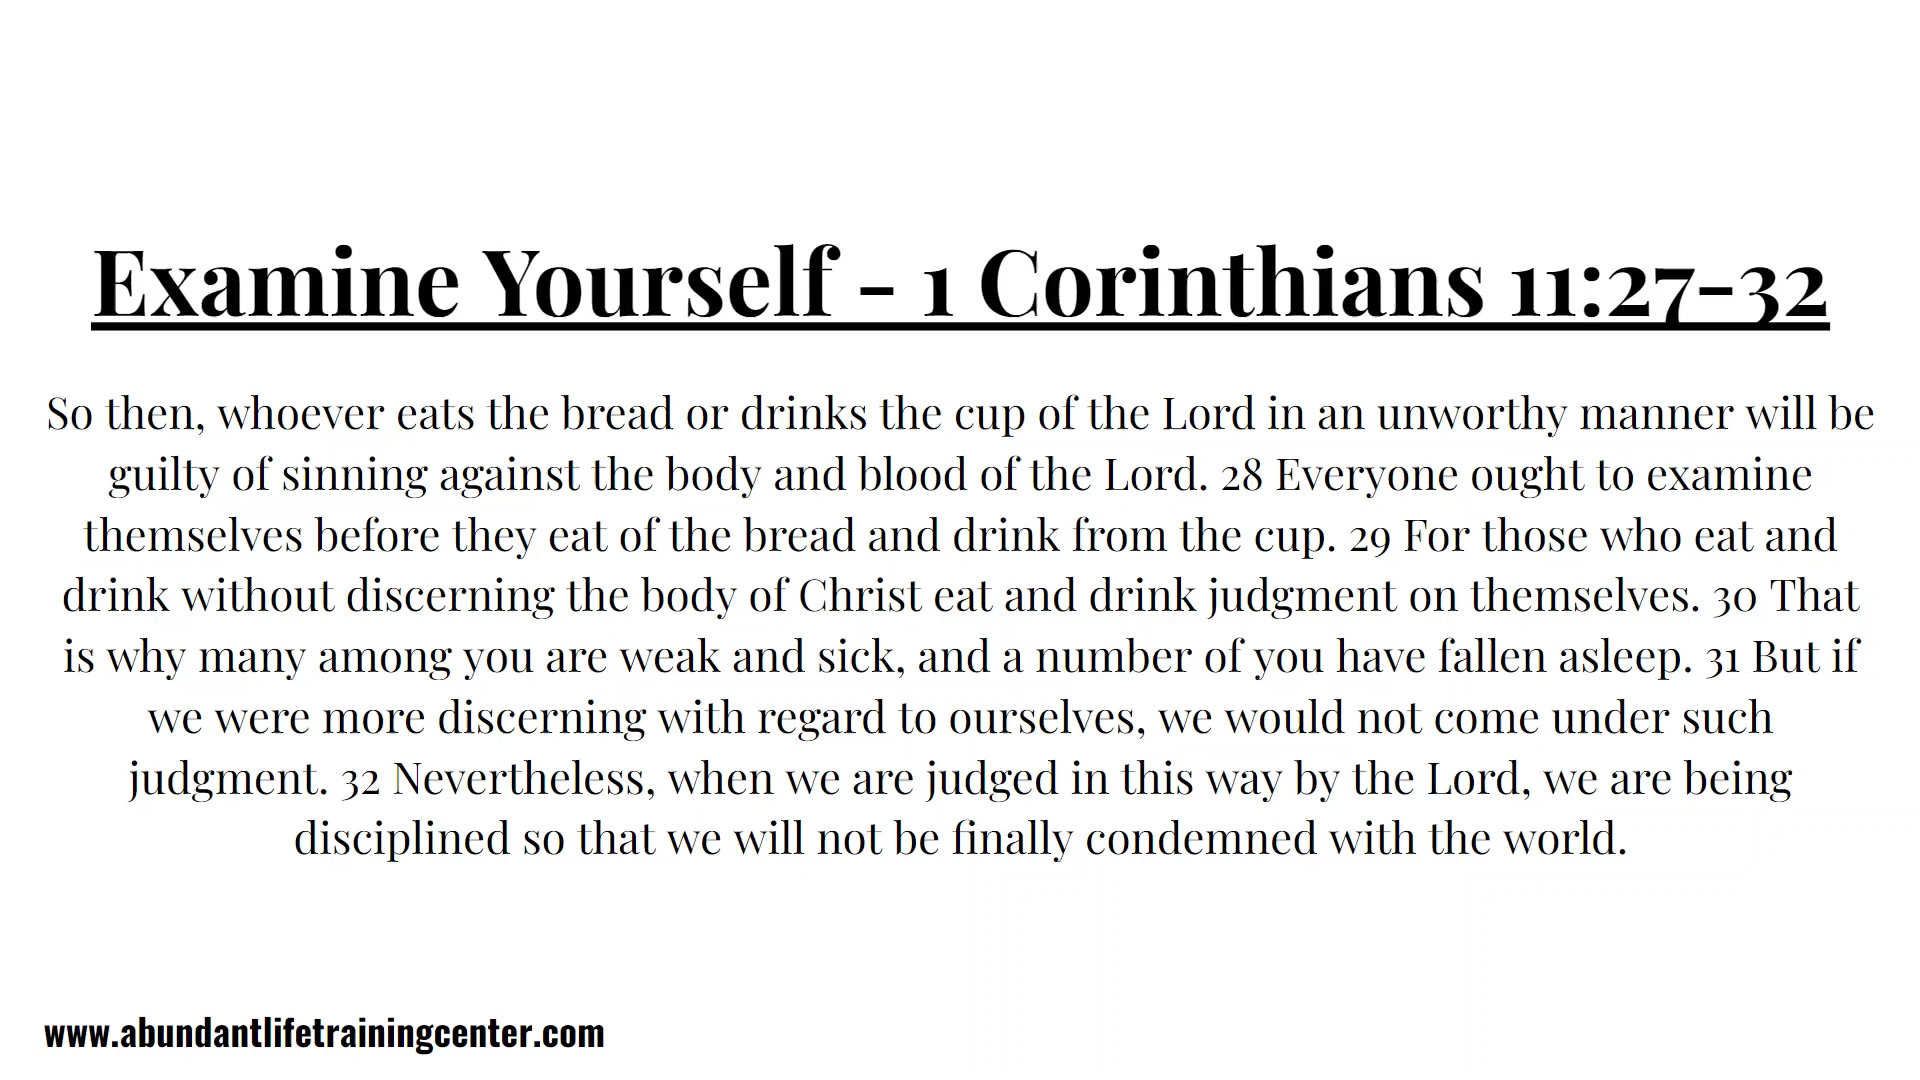 Examine Yourself - 1 Corinthians 11:27-32
So then, whoever eats the bread or drinks the cup of the Lord in an unworthy manner will be
guilty of sinning against the body and blood of the Lord. 28 Everyone ought to examine
themselves before they eat of the bread and drink from the cup. 29 For those who eat and
drink without discerning the body of Christ eat and drink judgment on themselves. 30 That
is why many among you are weak and sick, and a number of you have fallen asleep. 31 But if
we were more discerning with regard to ourselves, we would not come under such
judgment. 32 Nevertheless, when we are judged in this way by the Lord, we are being
disciplined so that we will not be finally condemned with the world.
www.abundantlifetrainingcenter.com